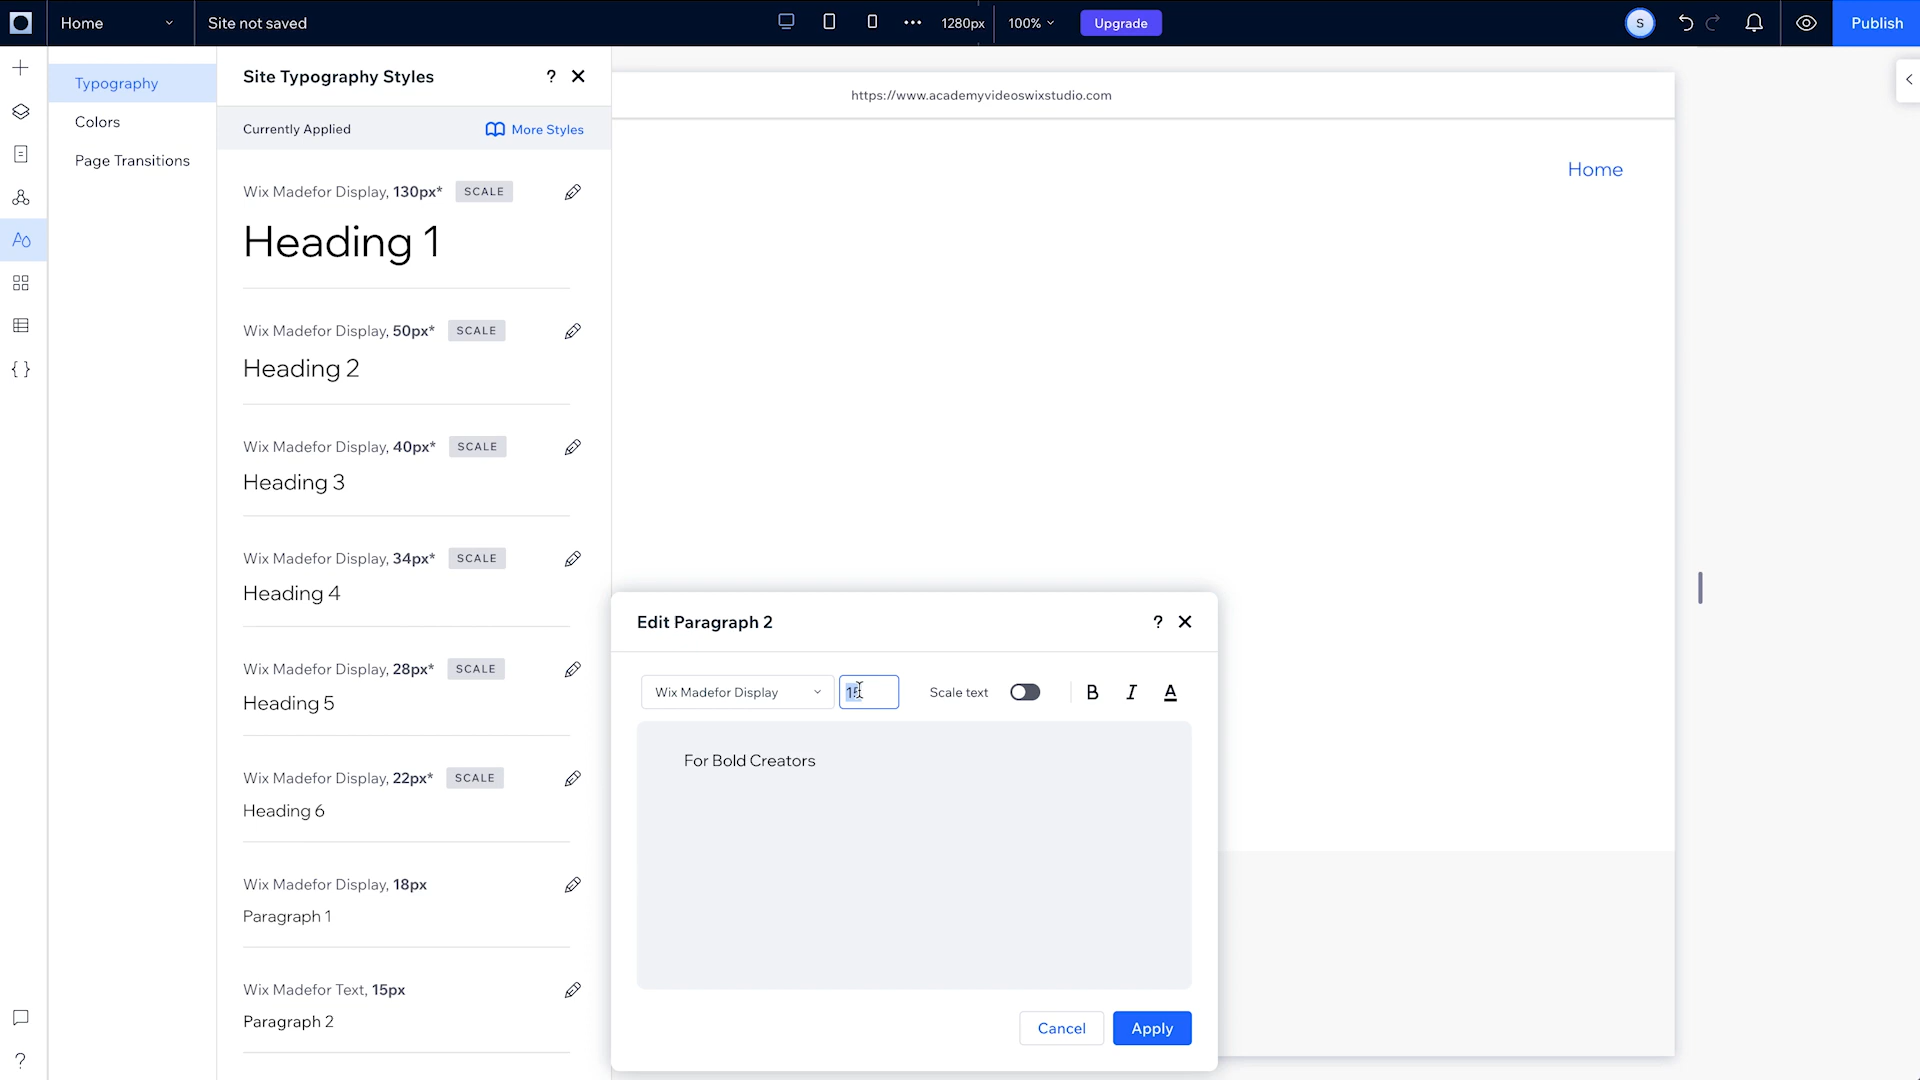 Home
Site not saved
1280px
100%
Upgrade
S
Publish
Typography
Colors
Page Transitions
Site Typography Styles
?
Currently Applied
More Styles
Wix Madefor Display, 130px*
SCALE
Heading 1
Wix Madefor Display, 50px*
SCALE
Heading 2
Wix Madefor Display, 40px*
SCALE
Heading 3
Wix Madefor Display, 34px*
SCALE
Heading 4
Wix Madefor Display, 28px*
SCALE
Heading 5
Wix Madefor Display, 22px*
SCALE
Heading 6
Wix Madefor Display, 18px
Paragraph 1
Wix Madefor Text, 15px
Paragraph 2
https://www.academyvideoswixstudio.com
Home
Edit Paragraph 2
?
Wix Madefor Display
Scale text
B
I
A
For Bold Creators
Cancel
Apply
?